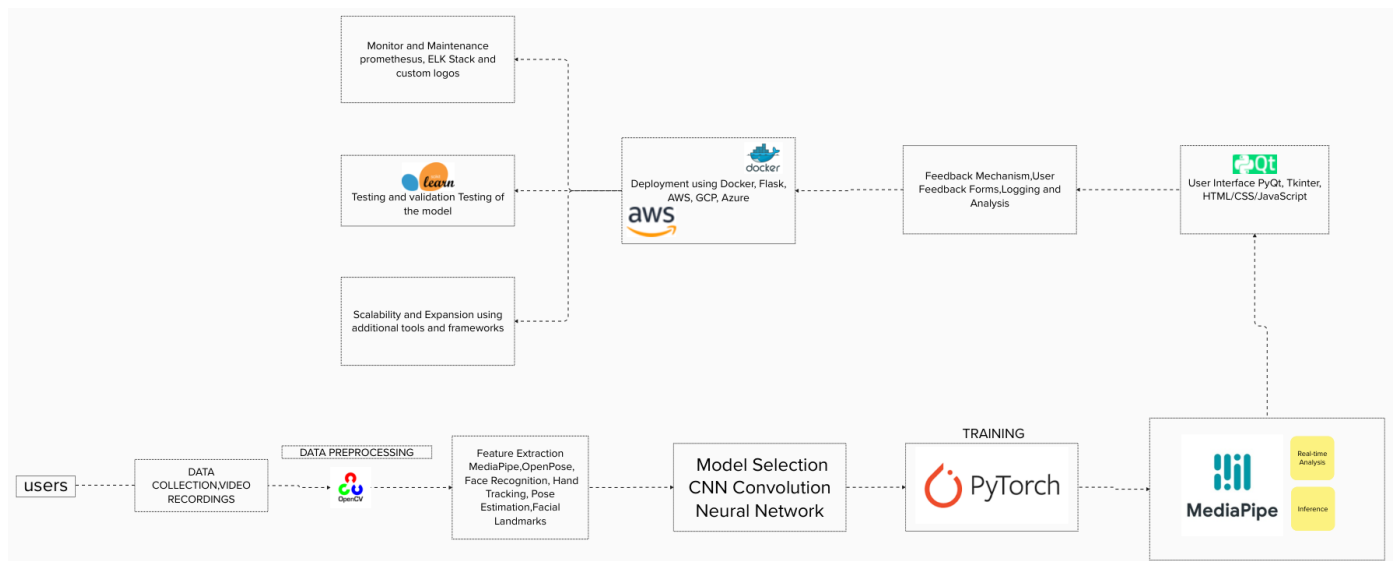 Monitor and Maintenance
promethesus, ELK Stack and
custom logos
learn
Testing and validation Testing of
the model
Scalability and Expansion using
additional tools and frameworks
docker
Deployment using Docker, Flask,
AWS, GCP, Azure
aws
Feedback Mechanism,User
Feedback Forms,Logging and
Analysis
Qt
User Interface PyQt, Tkinter,
HTML/CSS/JavaScript
users
DATA
COLLECTION,VIDEO
RECORDINGS
DATA PREPROCESSING
OpenCV
Feature Extraction
MediaPipe,OpenPose,
Face Recognition, Hand
Tracking, Pose
Estimation,Facial
Landmarks
Model Selection
CNN Convolution
Neural Network
TRAINING
PyTorch
MediaPipe
Real-time
Analysis
Inference